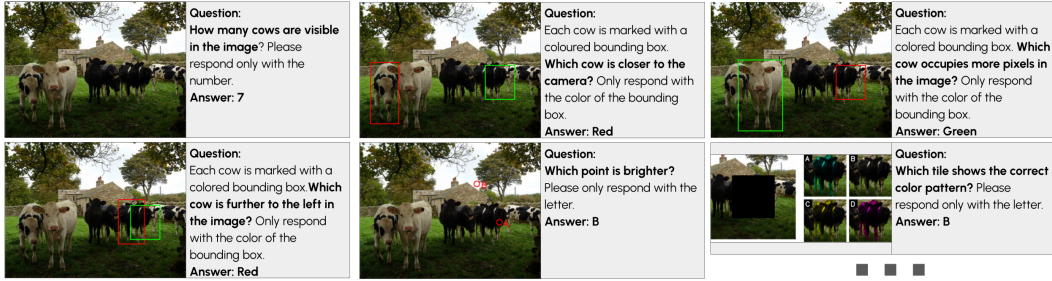 Question:
How many cows are visible
in the image? Please
respond only with the
number.
Answer: 7
Question:
Each cow is marked with a
coloured bounding box.
Which cow is closer to the
camera? Only respond with
the color of the bounding
box.
Answer: Red
Question:
Each cow is marked with a
colored bounding box. Which
cow occupies more pixels in
the image? Only respond
with the color of the
bounding box.
Answer: Green
Question:
Each cow is marked with a
colored bounding box.Which
cow is further to the left in
the image? Only respond
with the color of the
bounding box.
Answer: Red
B
A
Question:
Which point is brighter?
Please only respond with the
letter.
Answer: B
A
B
C
D
Question:
Which tile shows the correct
color pattern? Please
respond only with the letter.
Answer: B